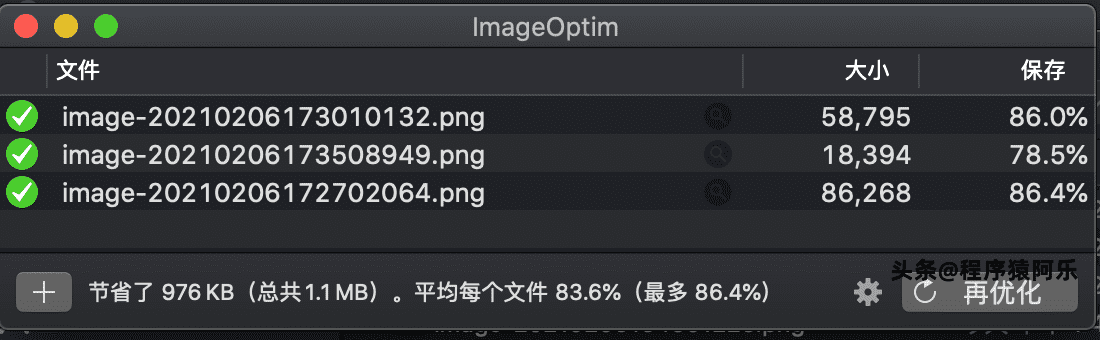 ImageOptim
文件 大小 保存
image-20210206173010132.png 58,795 86.0%
image-20210206173508949.png 18,394 78.5%
image-20210206172702064.png 86,268 86.4%
头条@程序猿阿乐
节省了 976 KB（总共1.1 MB）。平均每个文件 83.6%（最多 86.4%） 再优化